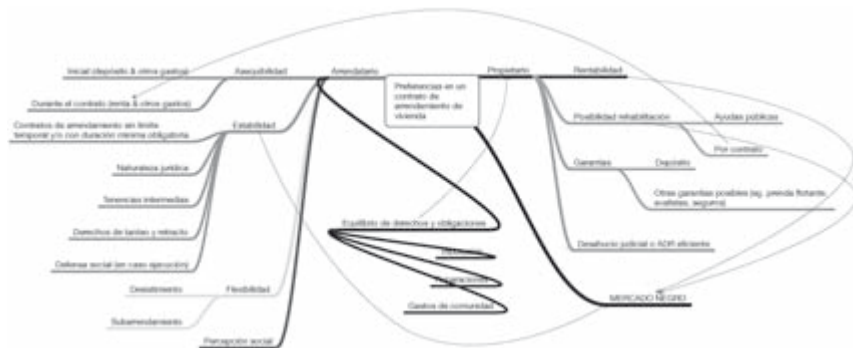 Preferencias en un
contrato de
arrendamiento de
vivienda
Arrendatario
Asequibilidad
Inicial (depósito & otros gastos)
Durante el contrato (renta & otros gastos)
Estabilidad
Contratos de arrendamiento sin límite
temporal y/o con duración mínima obligatoria
Naturaleza jurídica
Tenencias intermedias
Derechos de tanteo y retracto
Defensa social (en caso ejecución)
Flexibilidad
Desistimiento
Subarrendamiento
Percepción social
Equilibrio de derechos y obligaciones
Gastos de comunidad
Propietario
Rentabilidad
Posibilidad rehabilitación
Ayudas públicas
Por contrato
Garantías
Depósito
Otras garantías posibles (eg. prenda flotante,
avalistas, seguros)
Desahucio judicial o ADR eficiente
MERCADO NEGRO